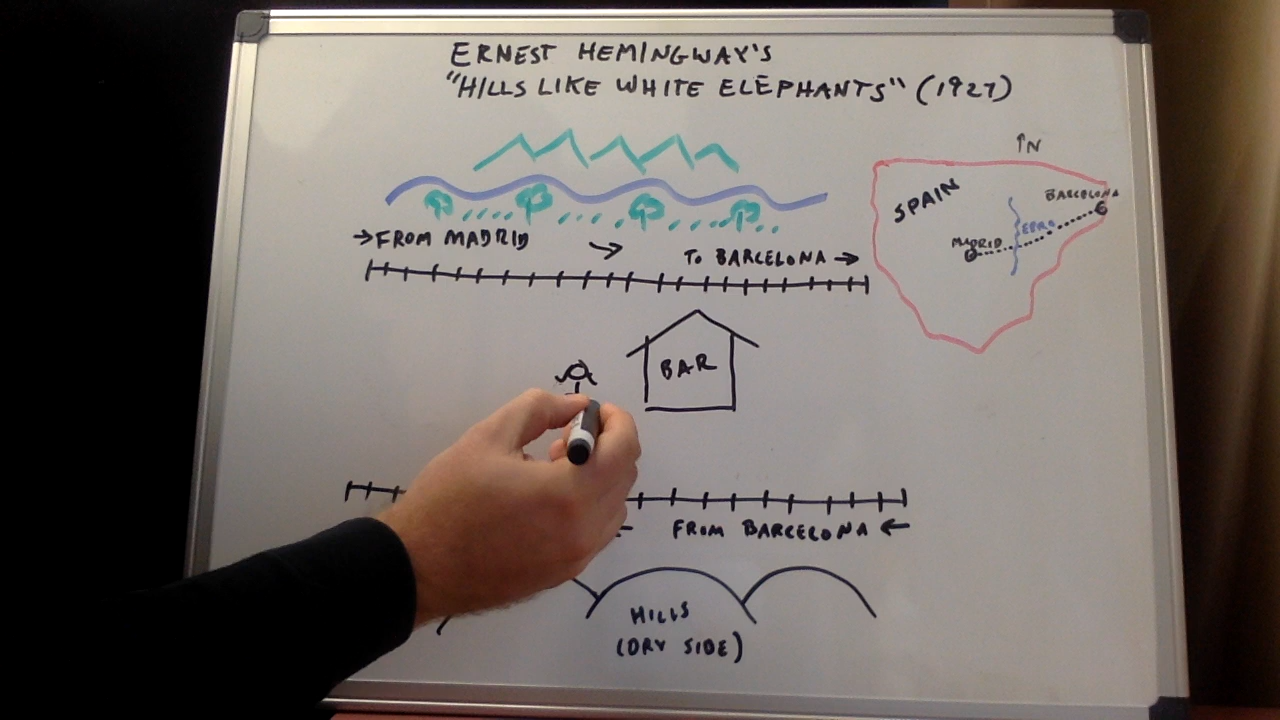 ERNEST HEMINGWAY'S
"HILLS LIKE WHITE ELEPHANTS" (1927)
↑N
SPAIN
BARCELONA
EBRO
MADRID
→FROM MADRID → TO BARCELONA →
BAR
← FROM BARCELONA ←
HILLS
(DRY SIDE)